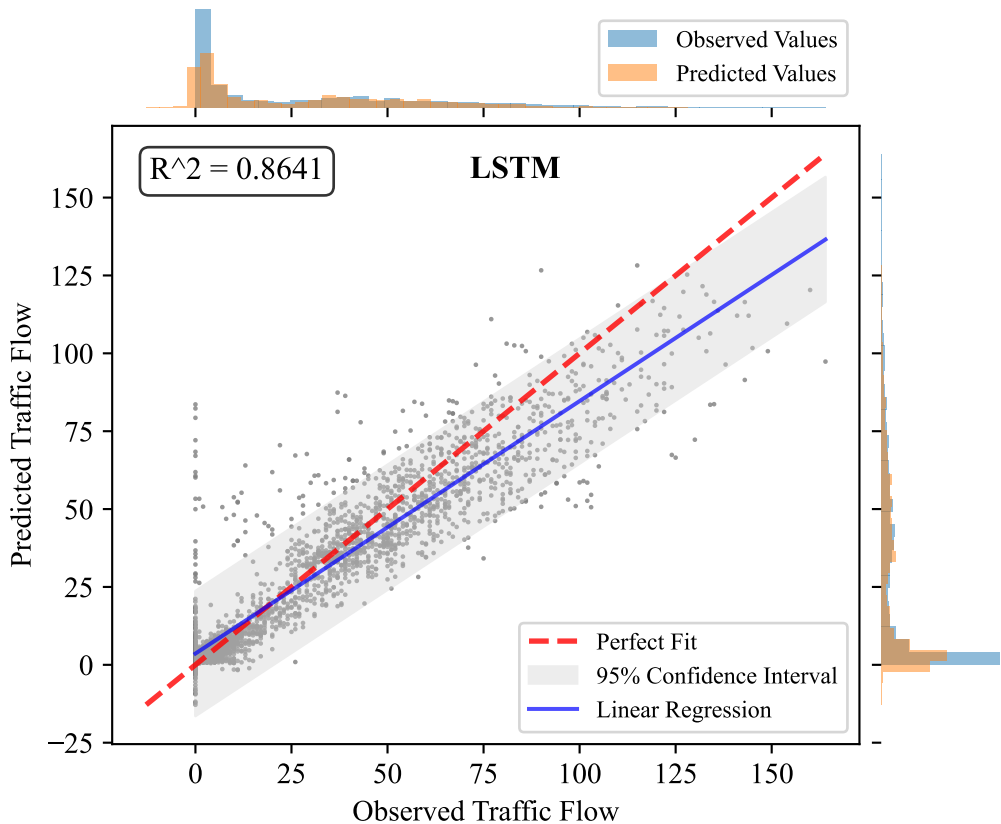 Observed Values
Predicted Values
R^2 = 0.8641
LSTM
150
125
100
75
50
25
0
−25
Predicted Traffic Flow
Perfect Fit
95% Confidence Interval
Linear Regression
0 25 50 75 100 125 150
Observed Traffic Flow